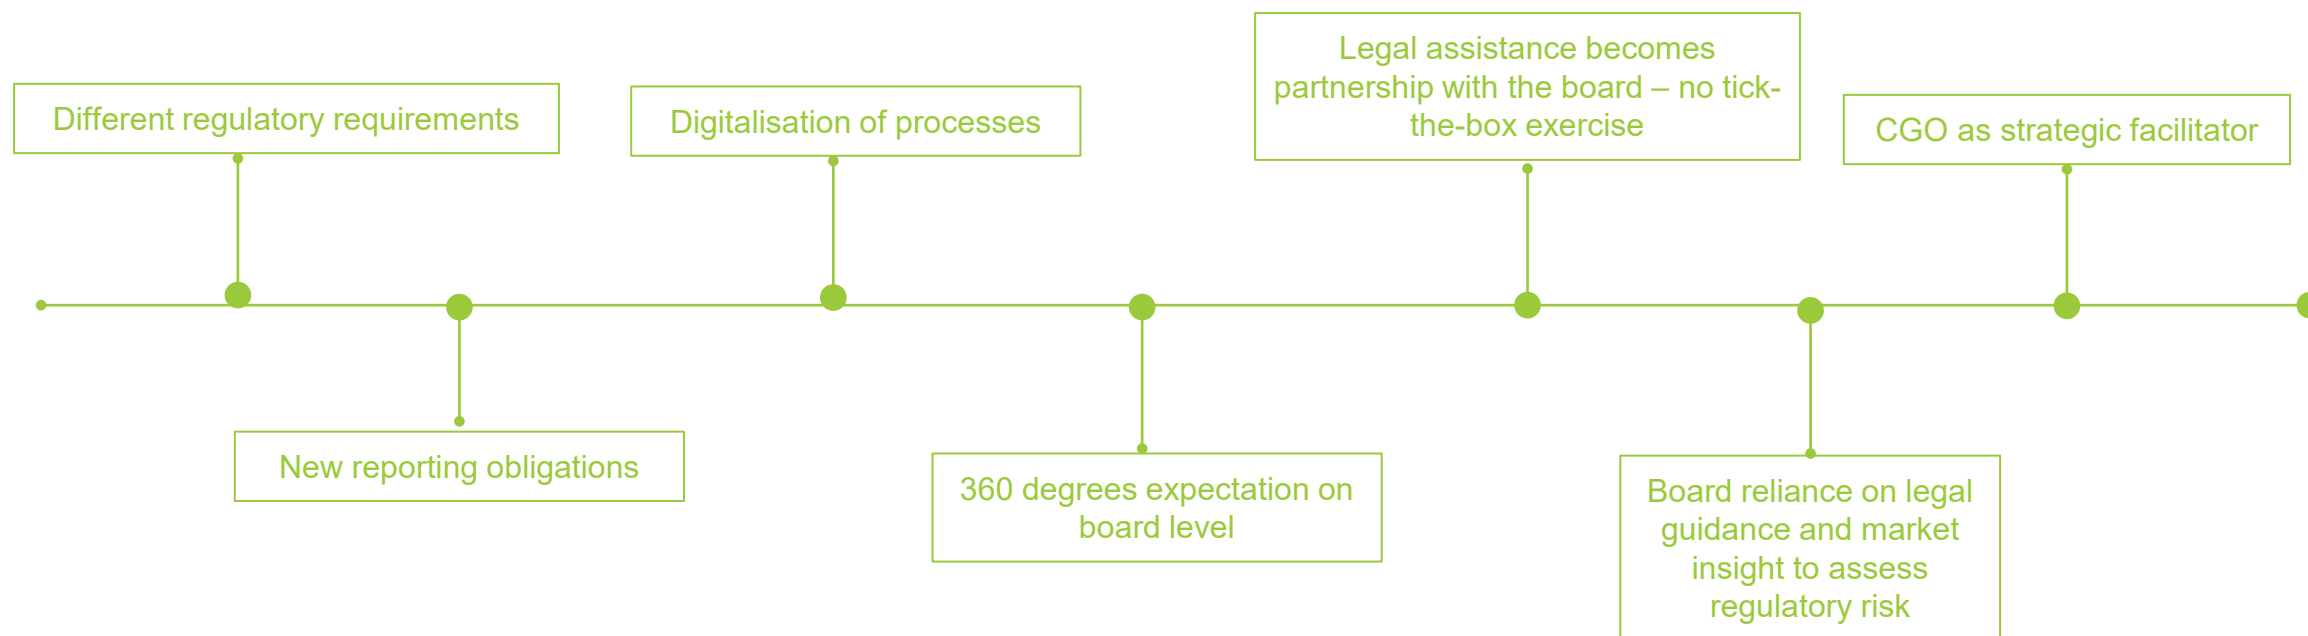 Different regulatory requirements
New reporting obligations
Digitalisation of processes
360 degrees expectation on
board level
Legal assistance becomes
partnership with the board – no tick-
the-box exercise
Board reliance on legal
guidance and market
insight to assess
regulatory risk
CGO as strategic facilitator